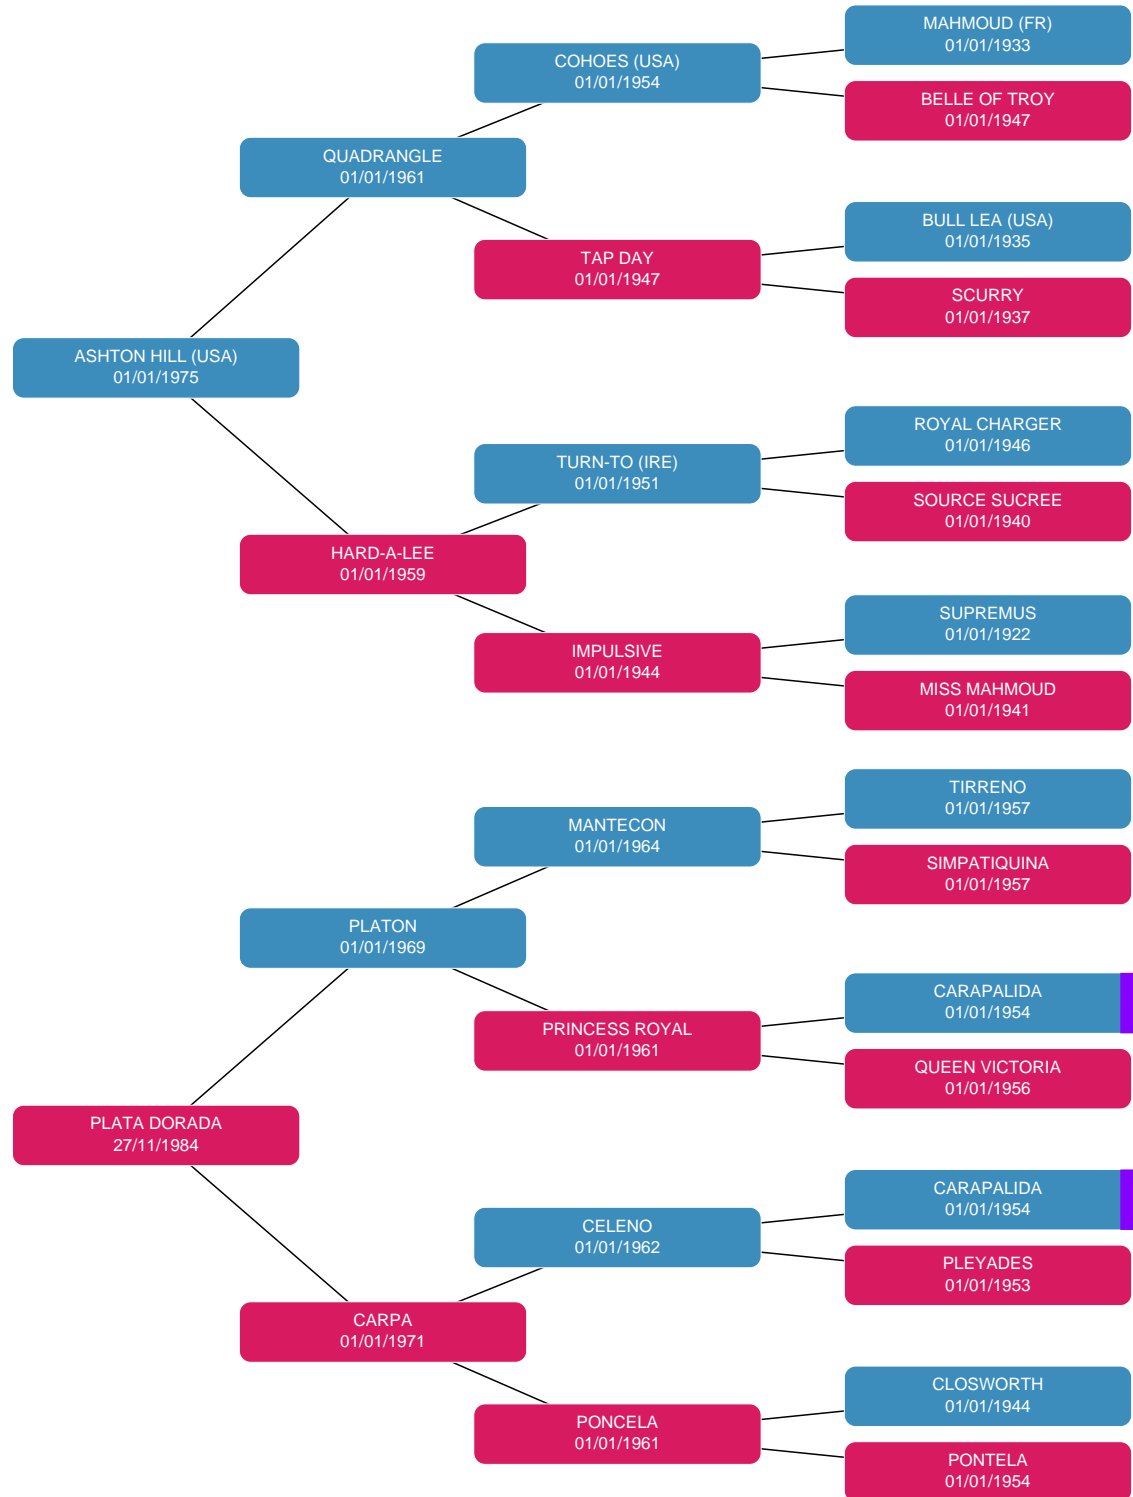 MAHMOUD (FR)
01/01/1933
COHOES (USA)
01/01/1954
BELLE OF TROY
01/01/1947
QUADRANGLE
01/01/1961
BULL LEA (USA)
01/01/1935
TAP DAY
01/01/1947
SCURRY
01/01/1937
ASHTON HILL (USA)
01/01/1975
ROYAL CHARGER
01/01/1946
TURN-TO (IRE)
01/01/1951
SOURCE SUCREE
01/01/1940
HARD-A-LEE
01/01/1959
SUPREMUS
01/01/1922
IMPULSIVE
01/01/1944
MISS MAHMOUD
01/01/1941
TIRRENO
01/01/1957
MANTECON
01/01/1964
SIMPATIQUINA
01/01/1957
PLATON
01/01/1969
CARAPALIDA
01/01/1954
PRINCESS ROYAL
01/01/1961
QUEEN VICTORIA
01/01/1956
PLATA DORADA
27/11/1984
CARAPALIDA
01/01/1954
CELENO
01/01/1962
PLEYADES
01/01/1953
CARPA
01/01/1971
CLOSWORTH
01/01/1944
PONCELA
01/01/1961
PONTELA
01/01/1954